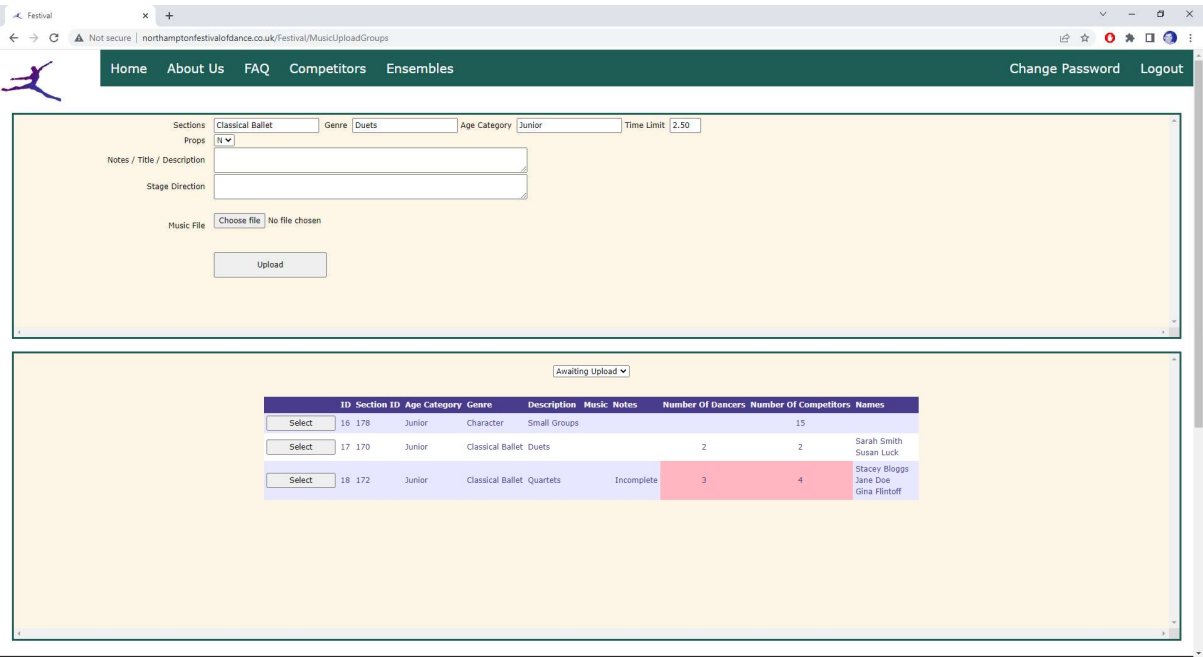 Festival
Not secure | northamptonfestivalofdance.co.uk/Festival/MusicUploadGroups
Home About Us FAQ Competitors Ensembles Change Password Logout
Sections Classical Ballet Genre Duets Age Category Junior Time Limit 2.50
Props N
Notes / Title / Description
Stage Direction
Music File Choose file No file chosen
Upload
Awaiting Upload
ID Section ID Age Category Genre Description Music Notes Number Of Dancers Number Of Competitors Names
Select 16 178 Junior Character Small Groups 15
Select 17 170 Junior Classical Ballet Duets 2 2 Sarah Smith
Susan Luck
Select 18 172 Junior Classical Ballet Quartets Incomplete 3 4 Stacey Bloggs
Jane Doe
Gina Flintoff